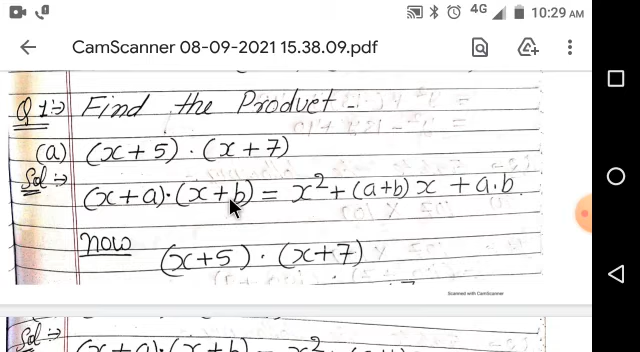 4G 10:29 AM
CamScanner 08-09-2021 15.38.09.pdf
Q 1:⇒ Find the Product -
(a) (x+5) · (x+7)
Sol :⇒
(x+a)·(x+b) = x²+(a+b) x + a.b.
now (x+5) · (x+7)
Scanned with CamScanner
Sol :⇒ (x+a)·(x+b) = x²